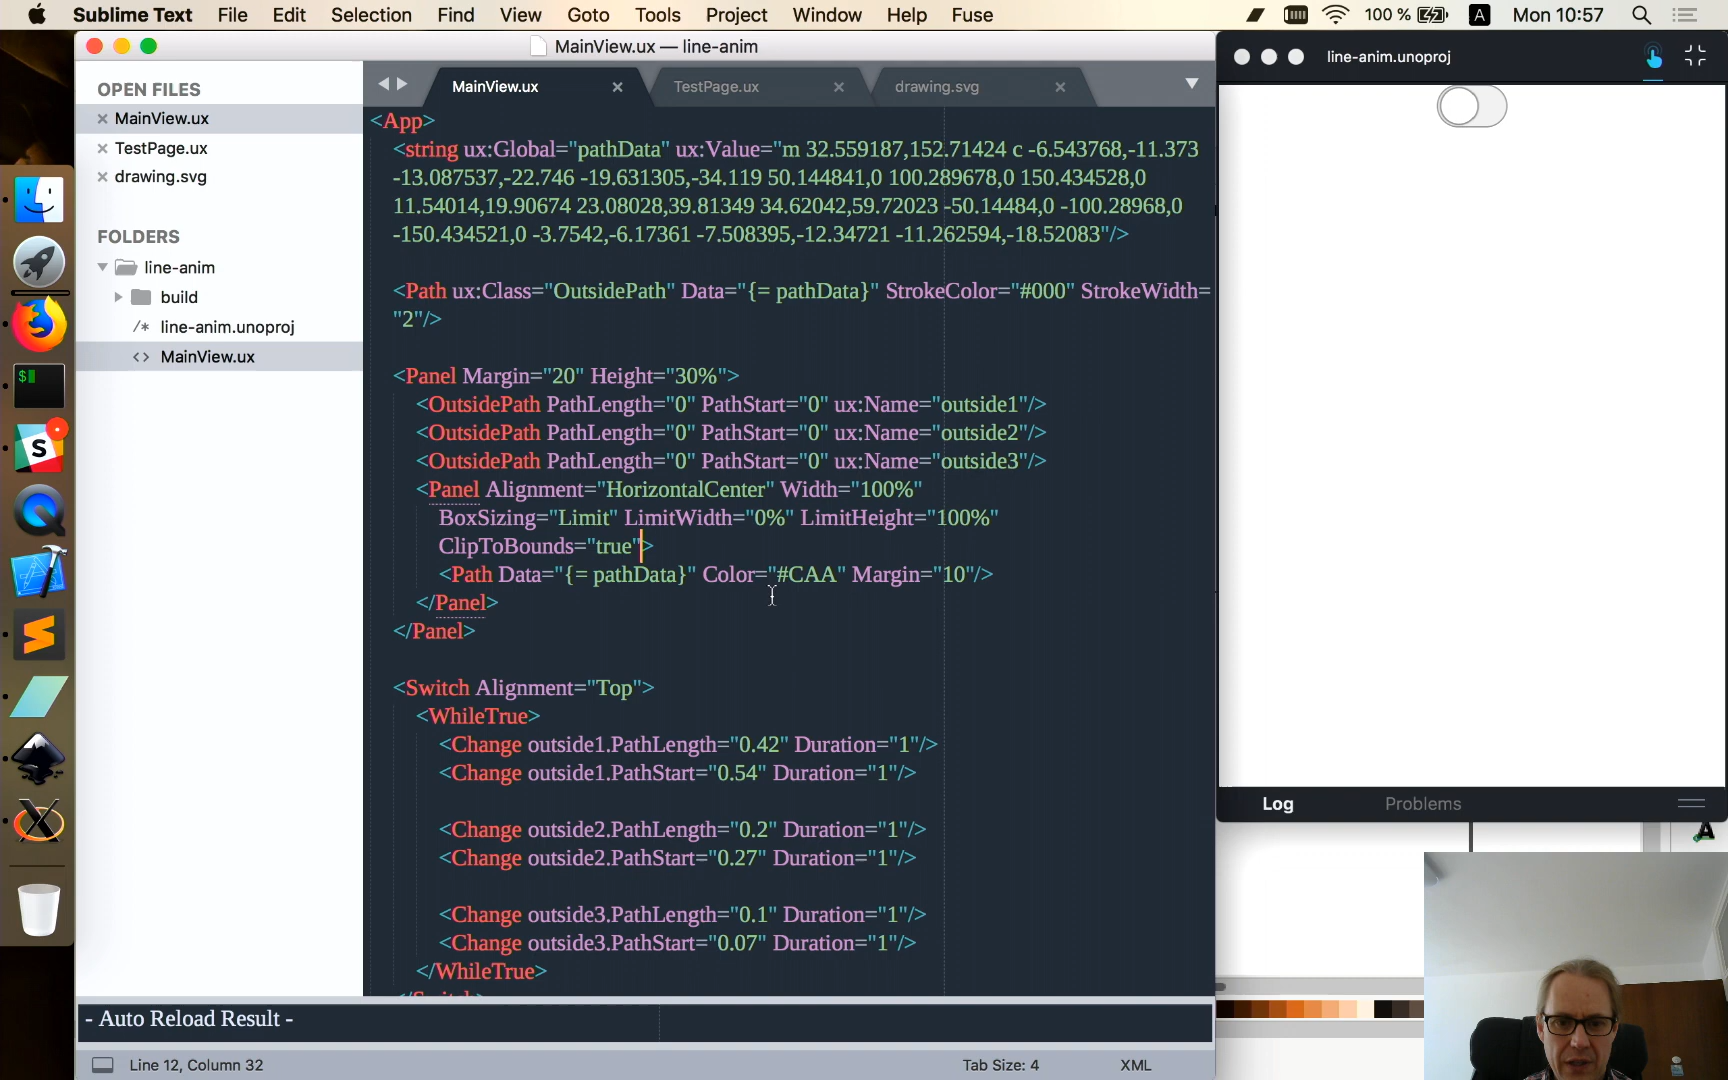 Sublime Text File Edit Selection Find View Goto Tools Project Window Help Fuse 100 % A Mon 10:57
MainView.ux — line-anim
line-anim.unoproj
OPEN FILES
MainView.ux
TestPage.ux
drawing.svg
FOLDERS
line-anim
build
/* line-anim.unoproj
<> MainView.ux
MainView.ux TestPage.ux drawing.svg
<App>
<string ux:Global="pathData" ux:Value="m 32.559187,152.71424 c -6.543768,-11.373
-13.087537,-22.746 -19.631305,-34.119 50.144841,0 100.289678,0 150.434528,0
11.54014,19.90674 23.08028,39.81349 34.62042,59.72023 -50.14484,0 -100.28968,0
-150.434521,0 -3.7542,-6.17361 -7.508395,-12.34721 -11.262594,-18.52083"/>
<Path ux:Class="OutsidePath" Data="{= pathData}" StrokeColor="#000" StrokeWidth=
"2"/>
<Panel Margin="20" Height="30%">
<OutsidePath PathLength="0" PathStart="0" ux:Name="outside1"/>
<OutsidePath PathLength="0" PathStart="0" ux:Name="outside2"/>
<OutsidePath PathLength="0" PathStart="0" ux:Name="outside3"/>
<Panel Alignment="HorizontalCenter" Width="100%"
BoxSizing="Limit" LimitWidth="0%" LimitHeight="100%"
ClipToBounds="true">
<Path Data="{= pathData}" Color="#CAA" Margin="10"/>
</Panel>
</Panel>
<Switch Alignment="Top">
<WhileTrue>
<Change outside1.PathLength="0.42" Duration="1"/>
<Change outside1.PathStart="0.54" Duration="1"/>
<Change outside2.PathLength="0.2" Duration="1"/>
<Change outside2.PathStart="0.27" Duration="1"/>
<Change outside3.PathLength="0.1" Duration="1"/>
<Change outside3.PathStart="0.07" Duration="1"/>
</WhileTrue>
- Auto Reload Result -
Line 12, Column 32 Tab Size: 4 XML
Log Problems